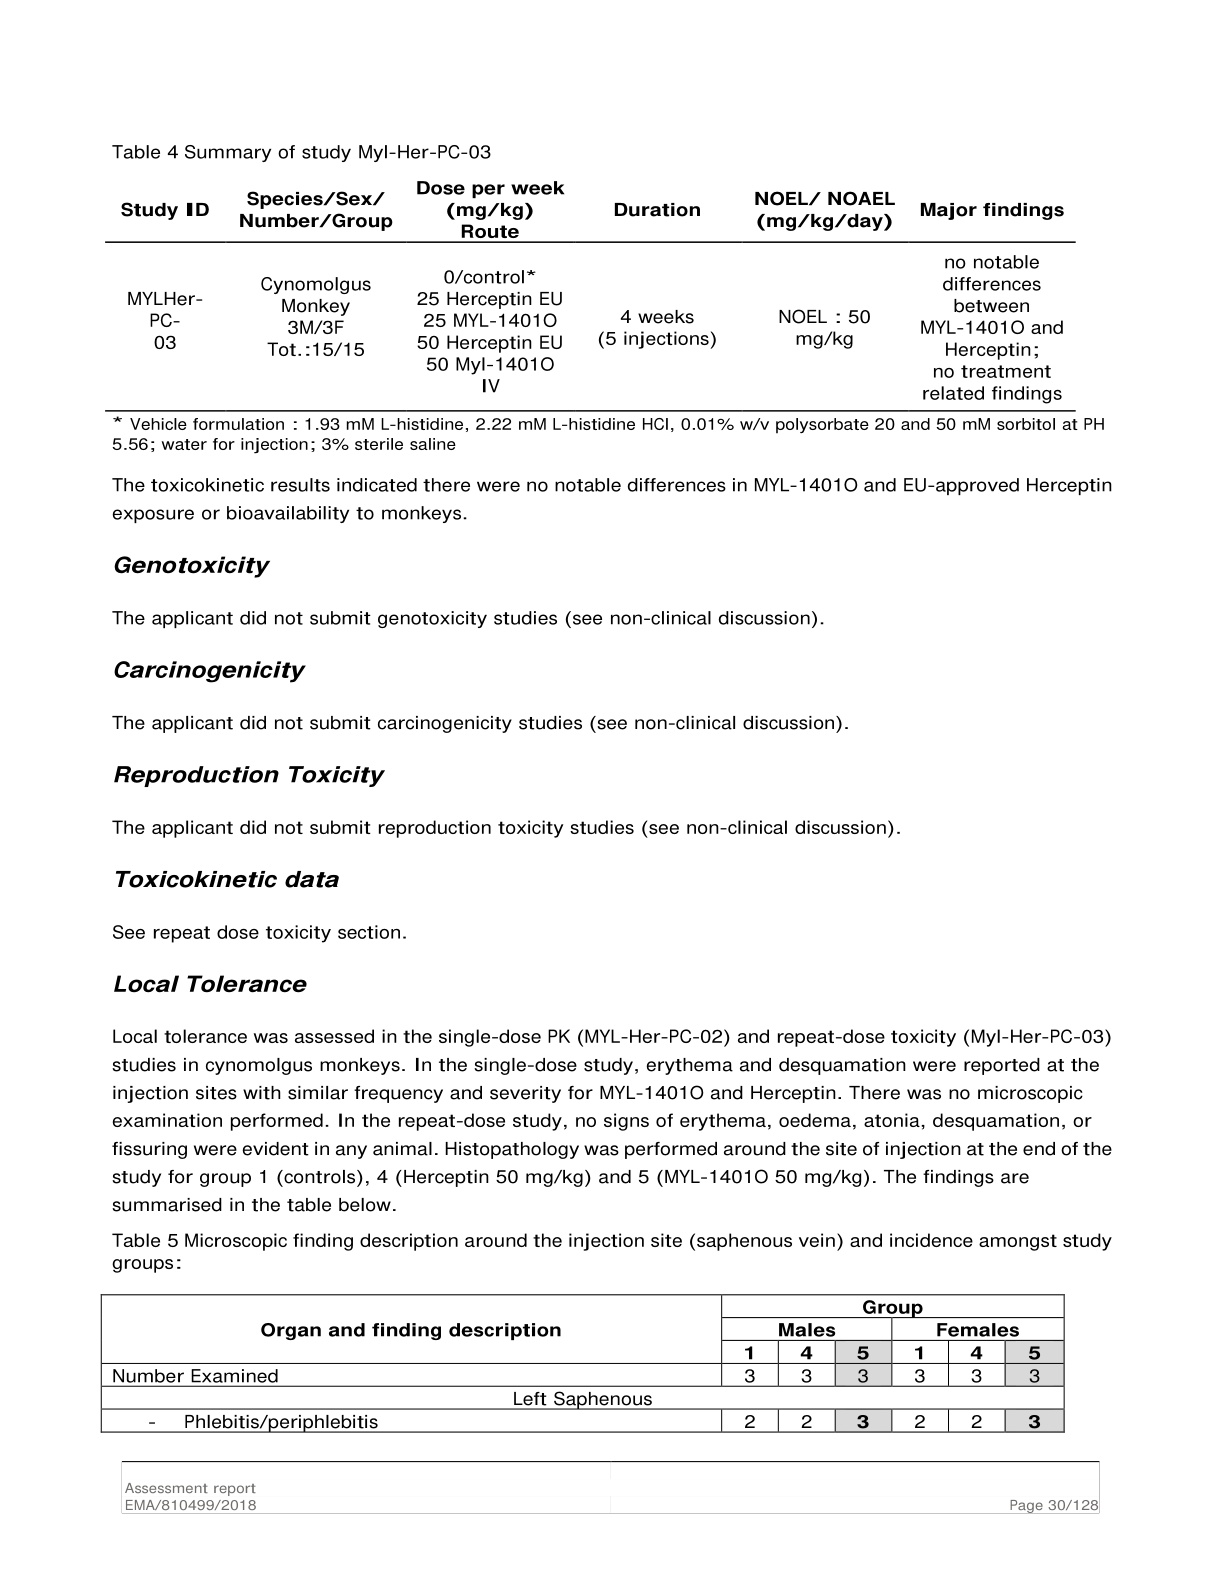 Table 4 Summary of study Myl-Her-PC-03
Study ID
Species/Sex/
Number/Group
Dose per week
(mg/kg)
Route
Duration
NOEL/ NOAEL
(mg/kg/day)
Major findings
MYLHer-
PC-
03
Cynomolgus
Monkey
3M/3F
Tot.:15/15
0/control*
25 Herceptin EU
25 MYL-1401O
50 Herceptin EU
50 Myl-1401O
IV
4 weeks
(5 injections)
NOEL : 50
mg/kg
no notable
differences
between
MYL-1401O and
Herceptin;
no treatment
related findings
* Vehicle formulation : 1.93 mM L-histidine, 2.22 mM L-histidine HCl, 0.01% w/v polysorbate 20 and 50 mM sorbitol at PH
5.56; water for injection; 3% sterile saline
The toxicokinetic results indicated there were no notable differences in MYL-1401O and EU-approved Herceptin
exposure or bioavailability to monkeys.
Genotoxicity
The applicant did not submit genotoxicity studies (see non-clinical discussion).
Carcinogenicity
The applicant did not submit carcinogenicity studies (see non-clinical discussion).
Reproduction Toxicity
The applicant did not submit reproduction toxicity studies (see non-clinical discussion).
Toxicokinetic data
See repeat dose toxicity section.
Local Tolerance
Local tolerance was assessed in the single-dose PK (MYL-Her-PC-02) and repeat-dose toxicity (Myl-Her-PC-03)
studies in cynomolgus monkeys. In the single-dose study, erythema and desquamation were reported at the
injection sites with similar frequency and severity for MYL-1401O and Herceptin. There was no microscopic
examination performed. In the repeat-dose study, no signs of erythema, oedema, atonia, desquamation, or
fissuring were evident in any animal. Histopathology was performed around the site of injection at the end of the
study for group 1 (controls), 4 (Herceptin 50 mg/kg) and 5 (MYL-1401O 50 mg/kg). The findings are
summarised in the table below.
Table 5 Microscopic finding description around the injection site (saphenous vein) and incidence amongst study
groups:
Organ and finding description
Group
Males Females
1 4 5 1 4 5
Number Examined 3 3 3 3 3 3
Left Saphenous
- Phlebitis/periphlebitis 2 2 3 2 2 3
Assessment report
EMA/810499/2018 Page 30/128